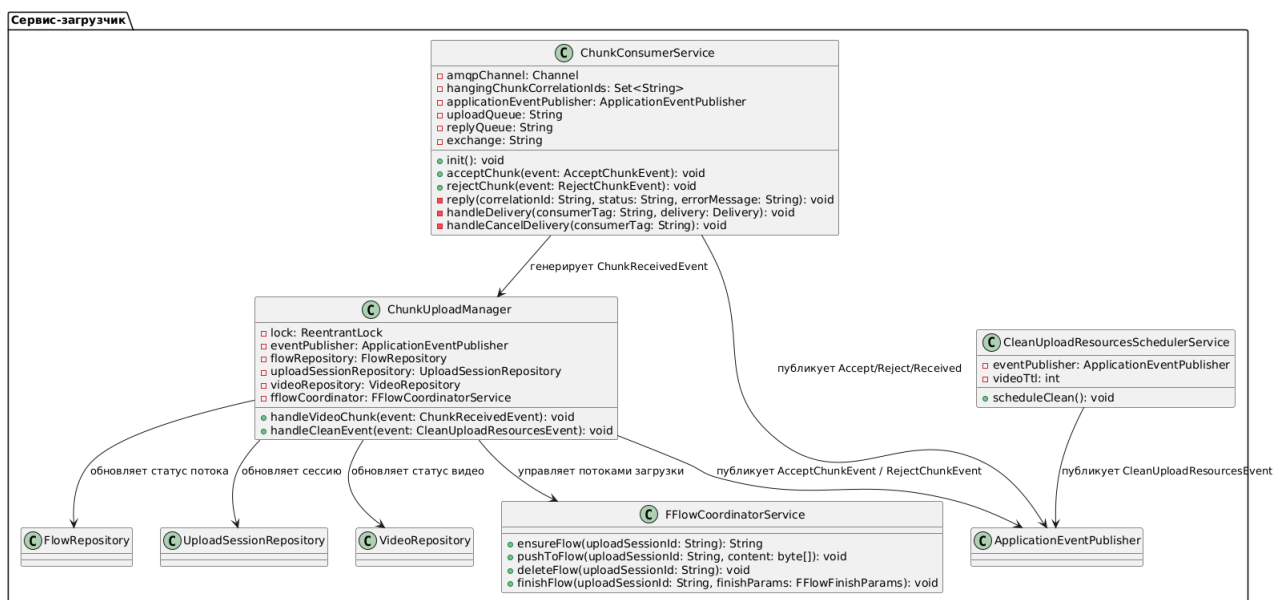 Сервис-загрузчик
C ChunkConsumerService
amqpChannel: Channel
hangingChunkCorrelationIds: Set<String>
applicationEventPublisher: ApplicationEventPublisher
uploadQueue: String
replyQueue: String
exchange: String
init(): void
acceptChunk(event: AcceptChunkEvent): void
rejectChunk(event: RejectChunkEvent): void
reply(correlationId: String, status: String, errorMessage: String): void
handleDelivery(consumerTag: String, delivery: Delivery): void
handleCancelDelivery(consumerTag: String): void
генерирует ChunkReceivedEvent
C ChunkUploadManager
lock: ReentrantLock
eventPublisher: ApplicationEventPublisher
flowRepository: FlowRepository
uploadSessionRepository: UploadSessionRepository
videoRepository: VideoRepository
fflowCoordinator: FFlowCoordinatorService
handleVideoChunk(event: ChunkReceivedEvent): void
handleCleanEvent(event: CleanUploadResourcesEvent): void
публикует Accept/Reject/Received
C CleanUploadResourcesSchedulerService
eventPublisher: ApplicationEventPublisher
videoTtl: int
scheduleClean(): void
обновляет статус потока
обновляет сессию
обновляет статус видео
управляет потоками загрузки
публикует AcceptChunkEvent / RejectChunkEvent
публикует CleanUploadResourcesEvent
C FlowRepository
C UploadSessionRepository
C VideoRepository
C FFlowCoordinatorService
ensureFlow(uploadSessionId: String): String
pushToFlow(uploadSessionId: String, content: byte[]): void
deleteFlow(uploadSessionId: String): void
finishFlow(uploadSessionId: String, finishParams: FFlowFinishParams): void
C ApplicationEventPublisher